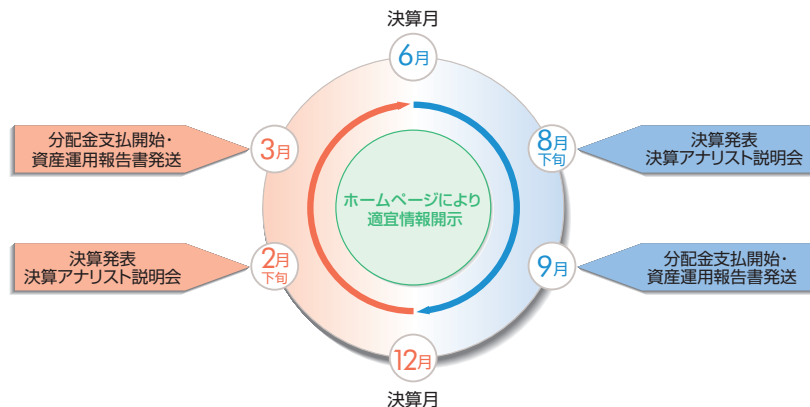 決算月
6月
分配金支払開始・
資産運用報告書発送
3月
8月
下旬
決算発表
決算アナリスト説明会
ホームページにより
適宜情報開示
決算発表
決算アナリスト説明会
2月
下旬
9月
分配金支払開始・
資産運用報告書発送
12月
決算月